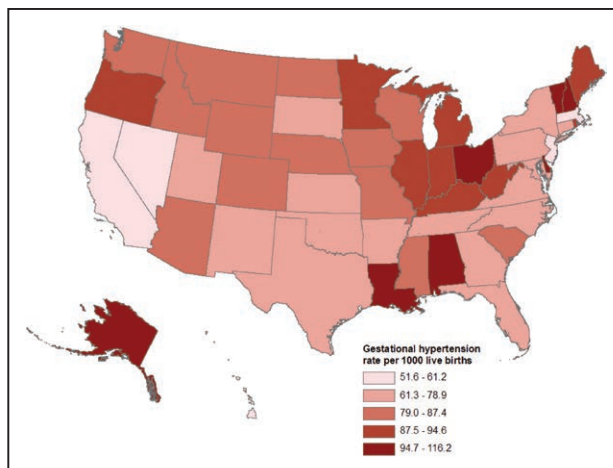 Gestational hypertension
rate per 1000 live births
51.6 - 61.2
61.3 - 78.9
79.0 - 87.4
87.5 - 94.6
94.7 - 116.2